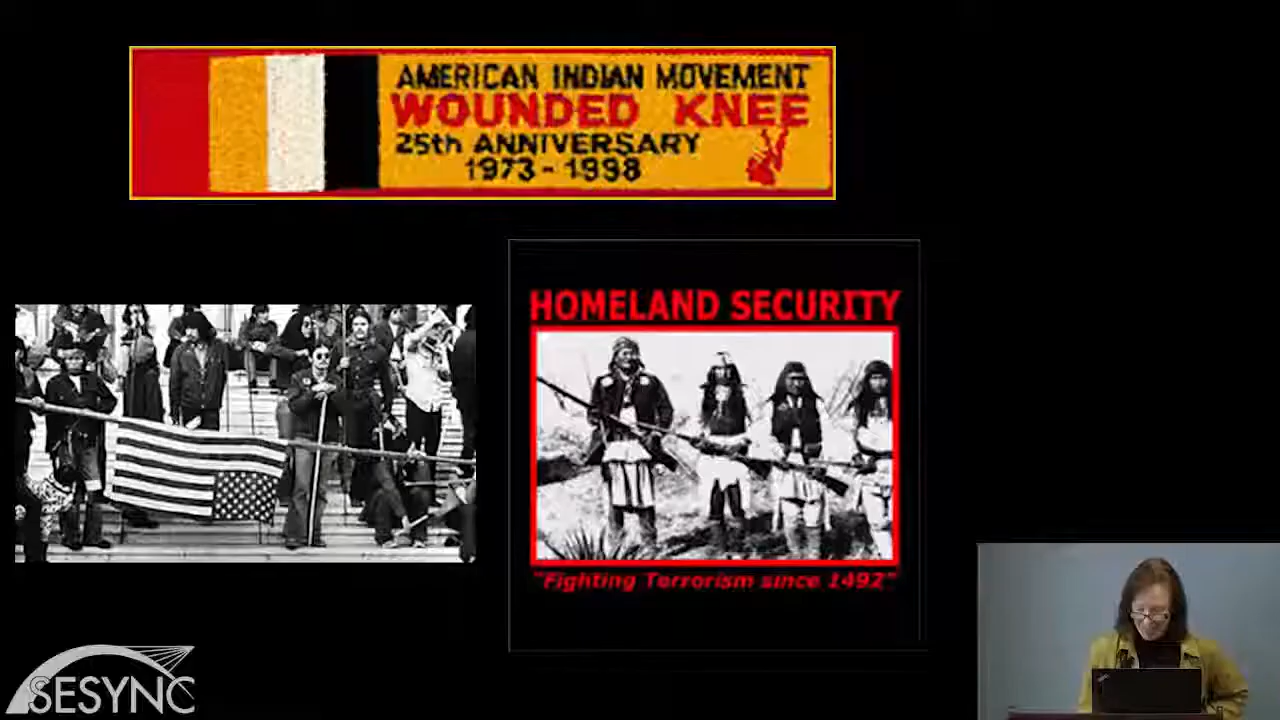 AMERICAN INDIAN MOVEMENT
WOUNDED KNEE
25th ANNIVERSARY
1973 - 1998
HOMELAND SECURITY
"Fighting Terrorism since 1492"
SESYNC